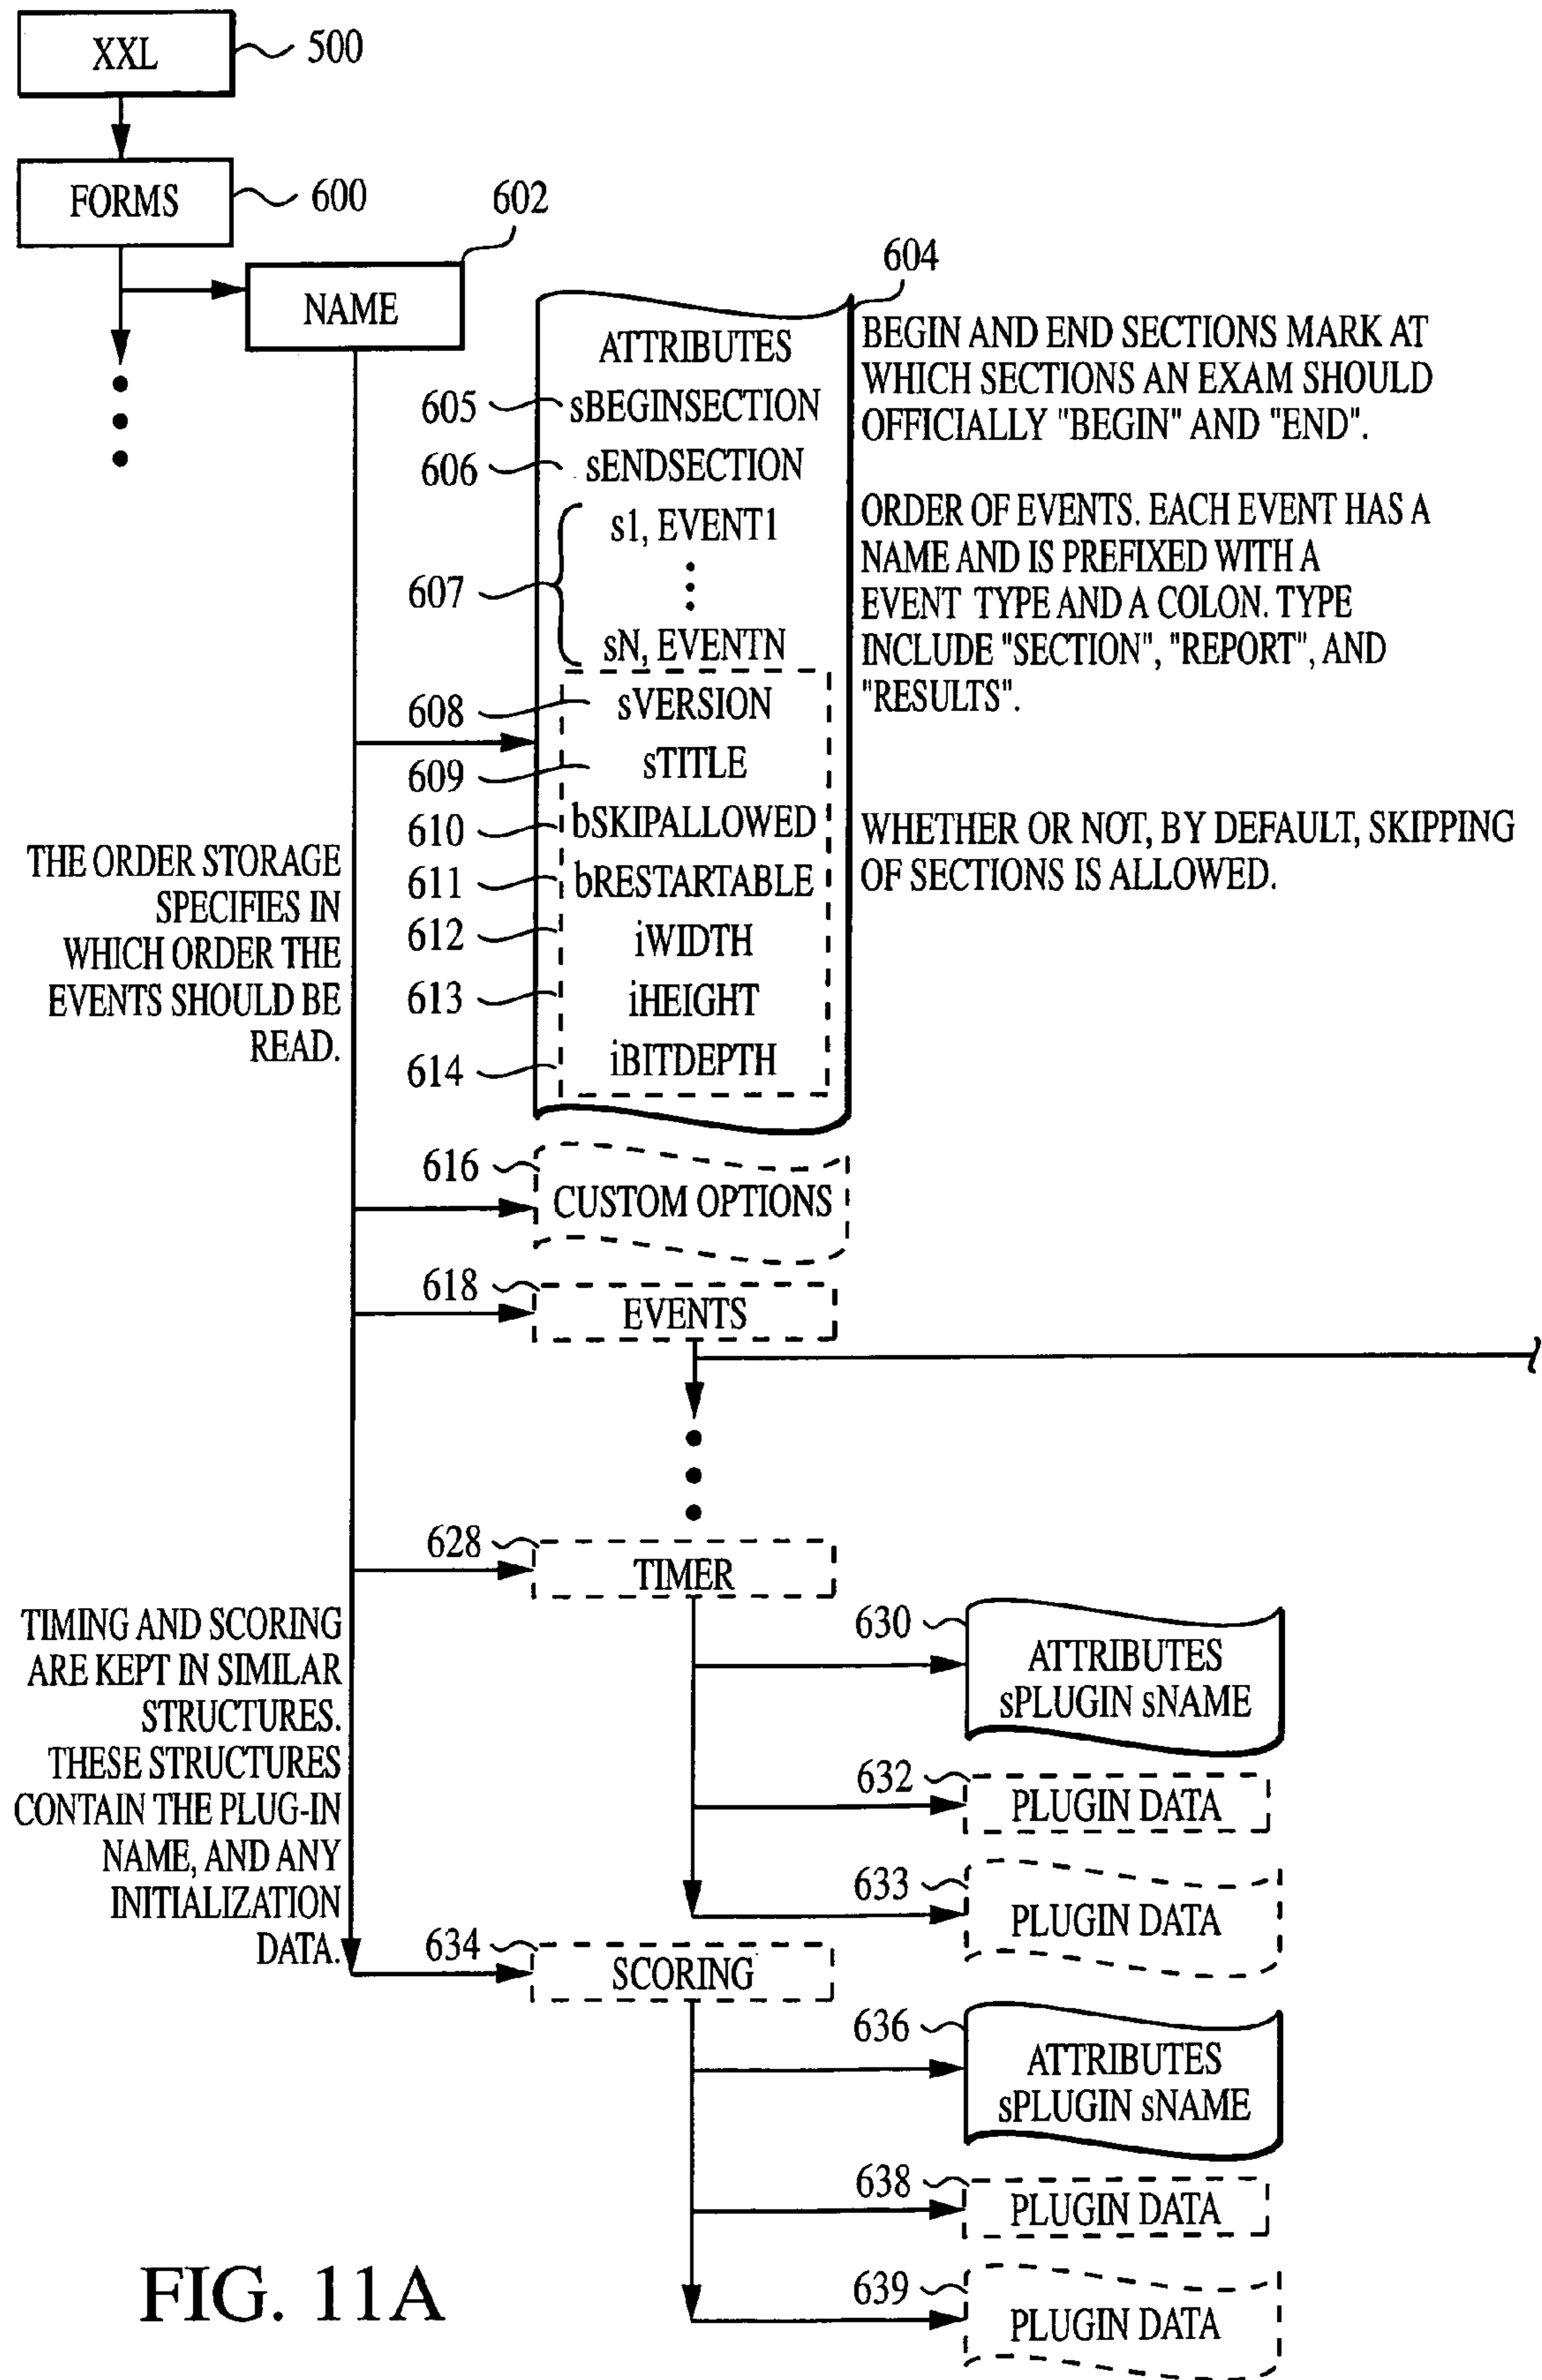 XXL
500
FORMS
600
602
NAME
604
ATTRIBUTES
605
sBEGINSECTION
606
sENDSECTION
s1, EVENT1
607
sN, EVENTN
608
sVERSION
609
sTITLE
610
bSKIPALLOWED
611
bRESTARTABLE
612
iWIDTH
613
iHEIGHT
614
iBITDEPTH
BEGIN AND END SECTIONS MARK AT
WHICH SECTIONS AN EXAM SHOULD
OFFICIALLY "BEGIN" AND "END".
ORDER OF EVENTS. EACH EVENT HAS A
NAME AND IS PREFIXED WITH A
EVENT TYPE AND A COLON. TYPE
INCLUDE "SECTION", "REPORT", AND
"RESULTS".
WHETHER OR NOT, BY DEFAULT, SKIPPING
OF SECTIONS IS ALLOWED.
THE ORDER STORAGE
SPECIFIES IN
WHICH ORDER THE
EVENTS SHOULD BE
READ.
616
CUSTOM OPTIONS
618
EVENTS
628
TIMER
630
ATTRIBUTES
sPLUGIN sNAME
632
PLUGIN DATA
633
PLUGIN DATA
TIMING AND SCORING
ARE KEPT IN SIMILAR
STRUCTURES.
THESE STRUCTURES
CONTAIN THE PLUG-IN
NAME, AND ANY
INITIALIZATION
DATA.
634
SCORING
636
ATTRIBUTES
sPLUGIN sNAME
638
PLUGIN DATA
639
PLUGIN DATA
FIG. 11A